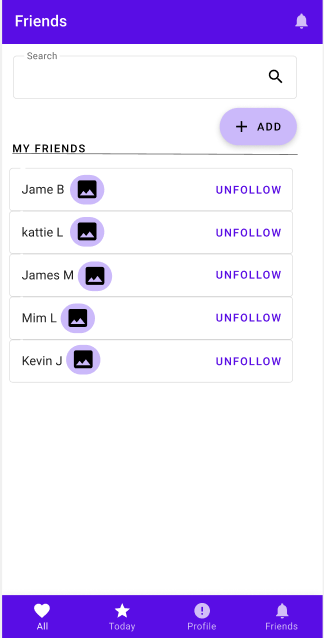 Friends
Search
ADD
MY FRIENDS
Jame B UNFOLLOW
kattie L UNFOLLOW
James M UNFOLLOW
Mim L UNFOLLOW
Kevin J UNFOLLOW
All Today Profile Friends